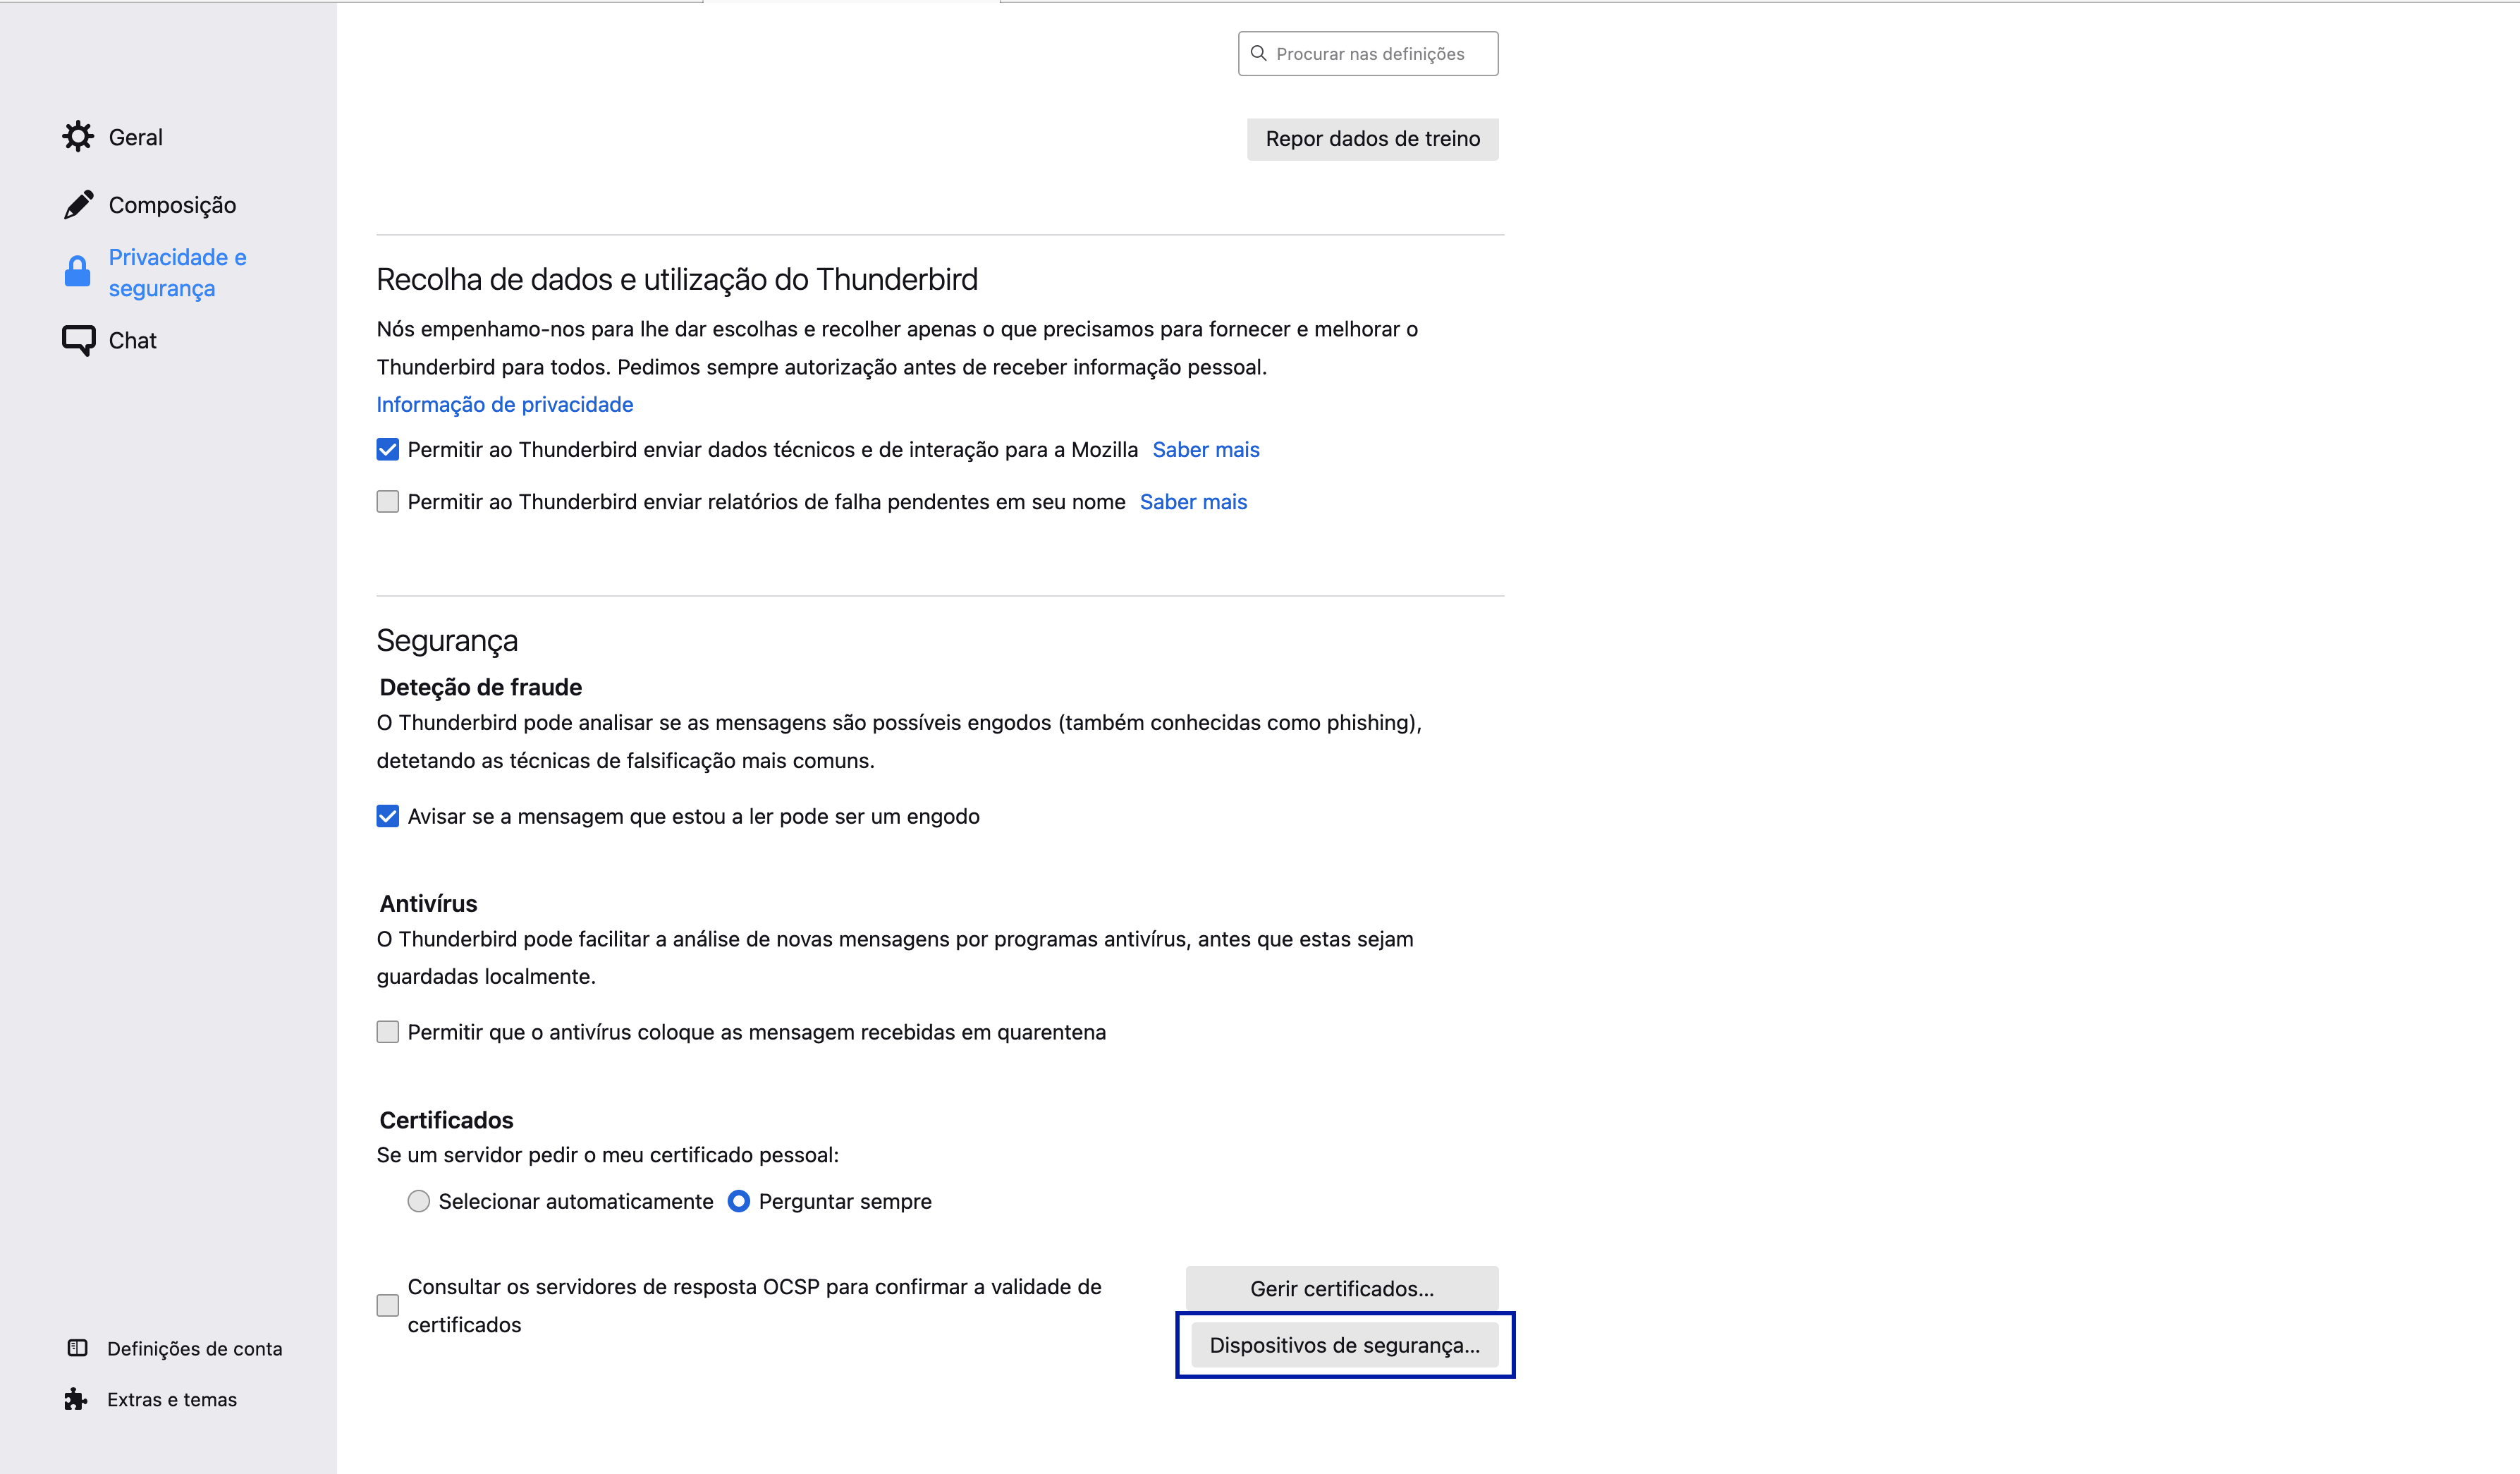 Procurar nas definições
Repor dados de treino
Geral
Composição
Privacidade e
segurança
Chat
Recolha de dados e utilização do Thunderbird
Nós empenhamo-nos para lhe dar escolhas e recolher apenas o que precisamos para fornecer e melhorar o
Thunderbird para todos. Pedimos sempre autorização antes de receber informação pessoal.
Informação de privacidade
Permitir ao Thunderbird enviar dados técnicos e de interação para a Mozilla Saber mais
Permitir ao Thunderbird enviar relatórios de falha pendentes em seu nome Saber mais
Segurança
Deteção de fraude
O Thunderbird pode analisar se as mensagens são possíveis engodos (também conhecidas como phishing),
detetando as técnicas de falsificação mais comuns.
Avisar se a mensagem que estou a ler pode ser um engodo
Antivírus
O Thunderbird pode facilitar a análise de novas mensagens por programas antivírus, antes que estas sejam
guardadas localmente.
Permitir que o antivírus coloque as mensagem recebidas em quarentena
Certificados
Se um servidor pedir o meu certificado pessoal:
Selecionar automaticamente Perguntar sempre
Consultar os servidores de resposta OCSP para confirmar a validade de
certificados
Gerir certificados...
Dispositivos de segurança...
Definições de conta
Extras e temas